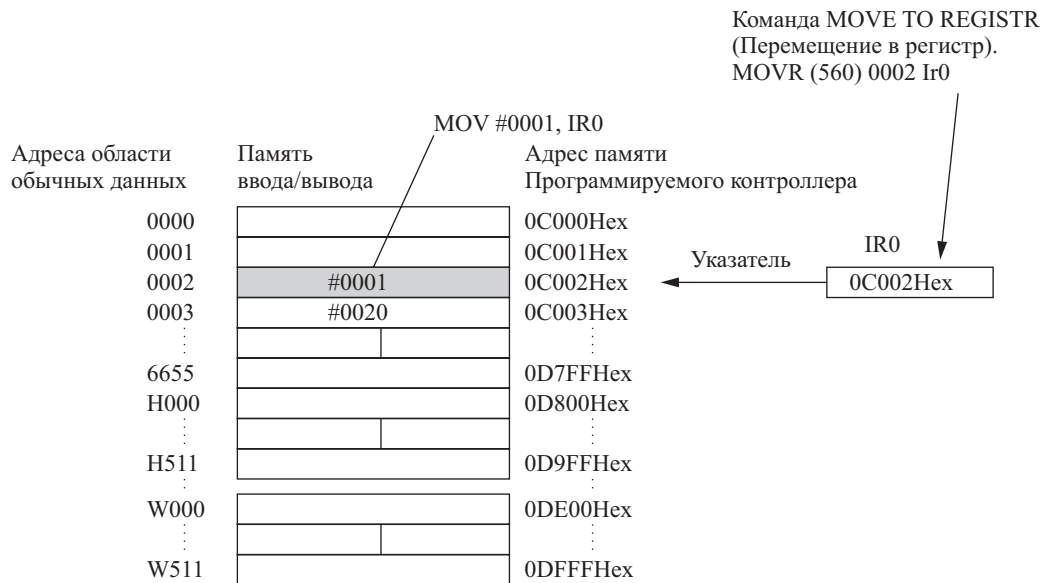 Команда MOVE TO REGISTR
(Перемещение в регистр).
MOVR (560) 0002 Ir0
MOV #0001, IR0
Адреса области
обычных данных
Память
ввода/вывода
Адрес памяти
Программируемого контроллера
0000 0C000Hex
0001 0C001Hex
0002 #0001 0C002Hex
Указатель
IR0
0C002Hex
0003 #0020 0C003Hex
6655 0D7FFHex
H000 0D800Hex
H511 0D9FFHex
W000 0DE00Hex
W511 0DFFFHex